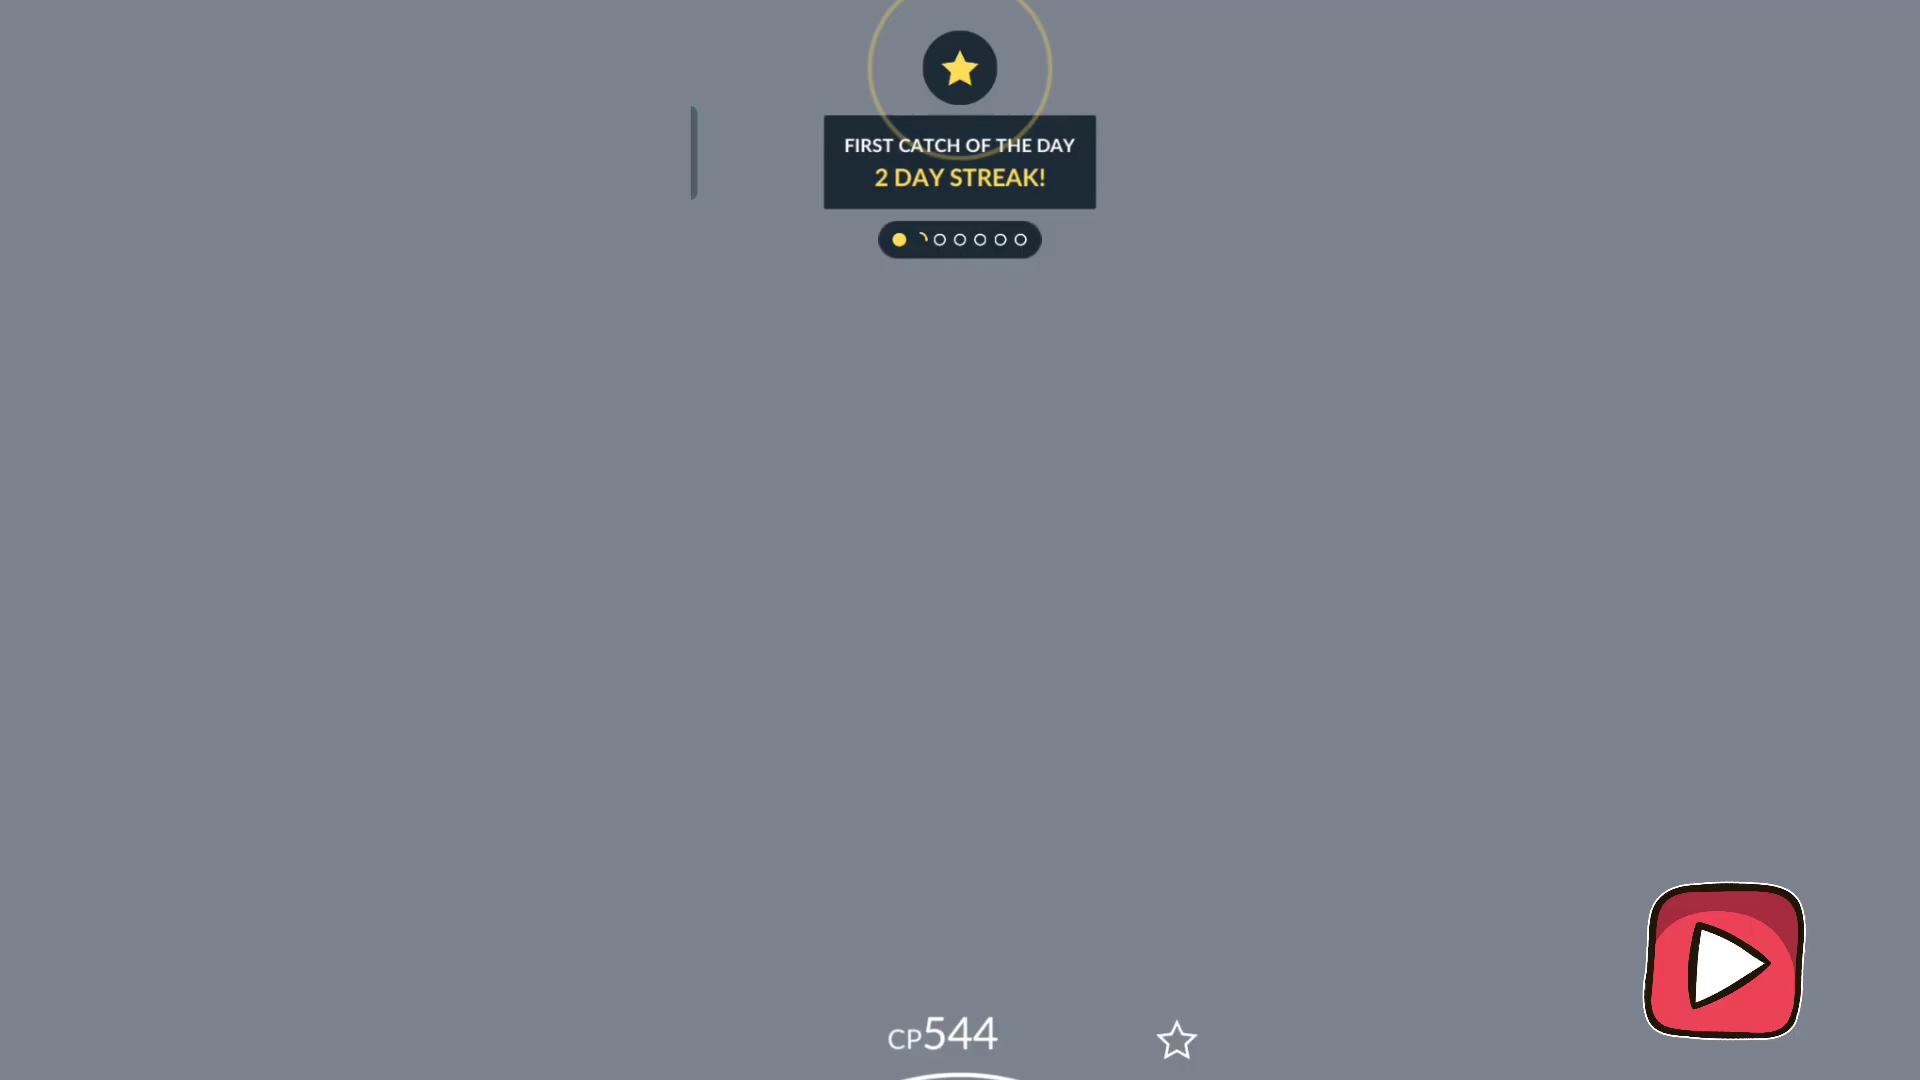 FIRST CATCH OF THE DAY
2 DAY STREAK!
CP544